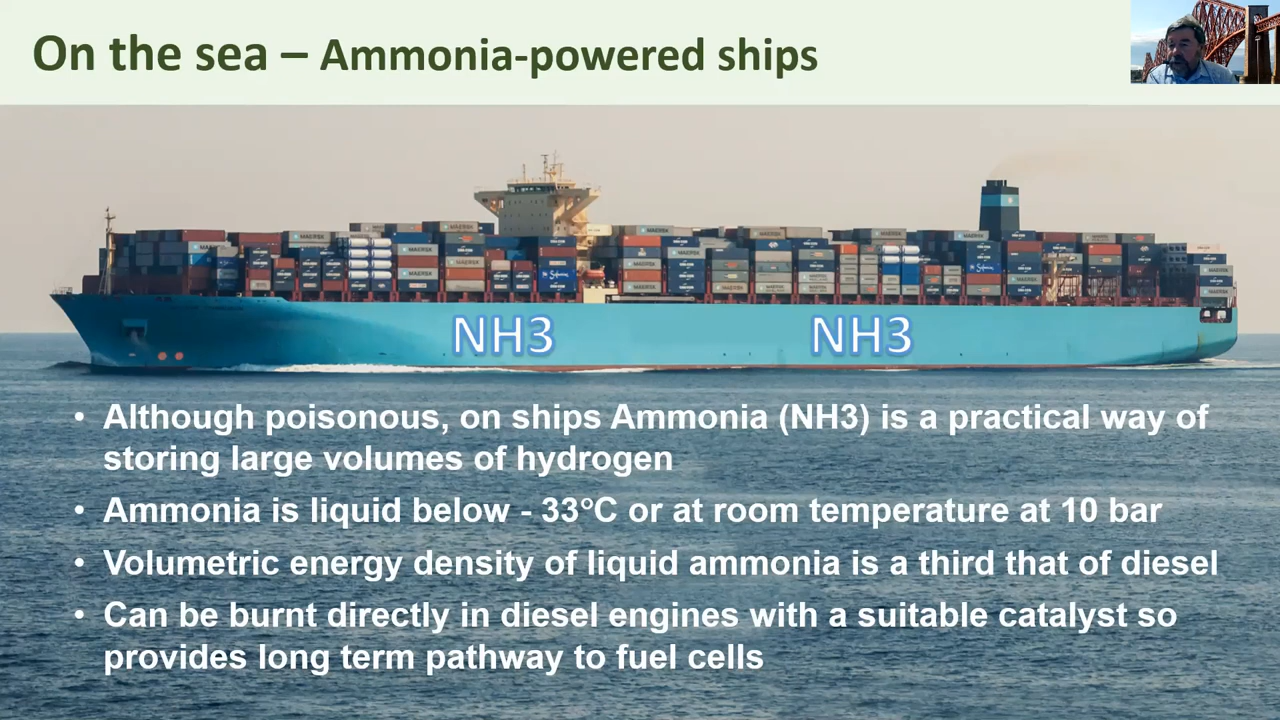 On the sea – Ammonia-powered ships
NH3 NH3
• Although poisonous, on ships Ammonia (NH3) is a practical way of
storing large volumes of hydrogen
• Ammonia is liquid below - 33°C or at room temperature at 10 bar
• Volumetric energy density of liquid ammonia is a third that of diesel
• Can be burnt directly in diesel engines with a suitable catalyst so
provides long term pathway to fuel cells